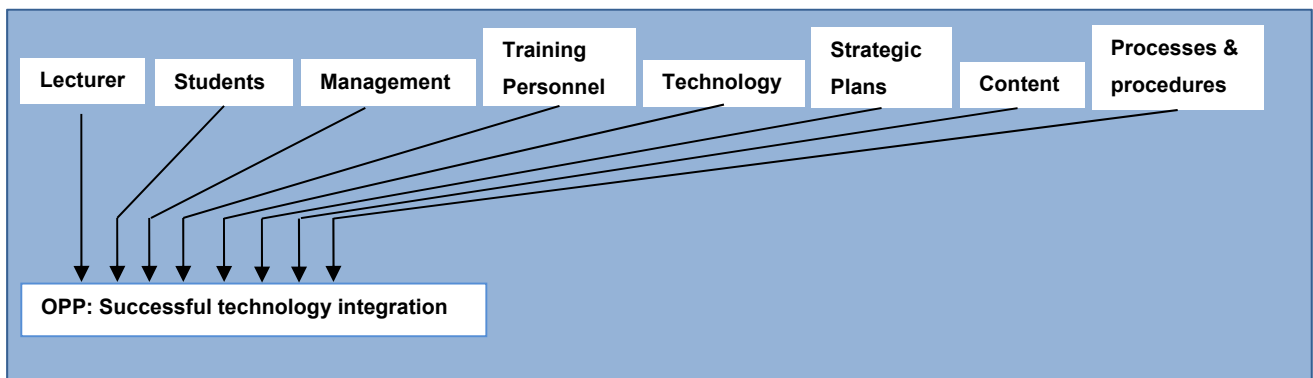 Lecturer
Students
Management
Training
Personnel
Technology
Strategic
Plans
Content
Processes &
procedures
OPP: Successful technology integration